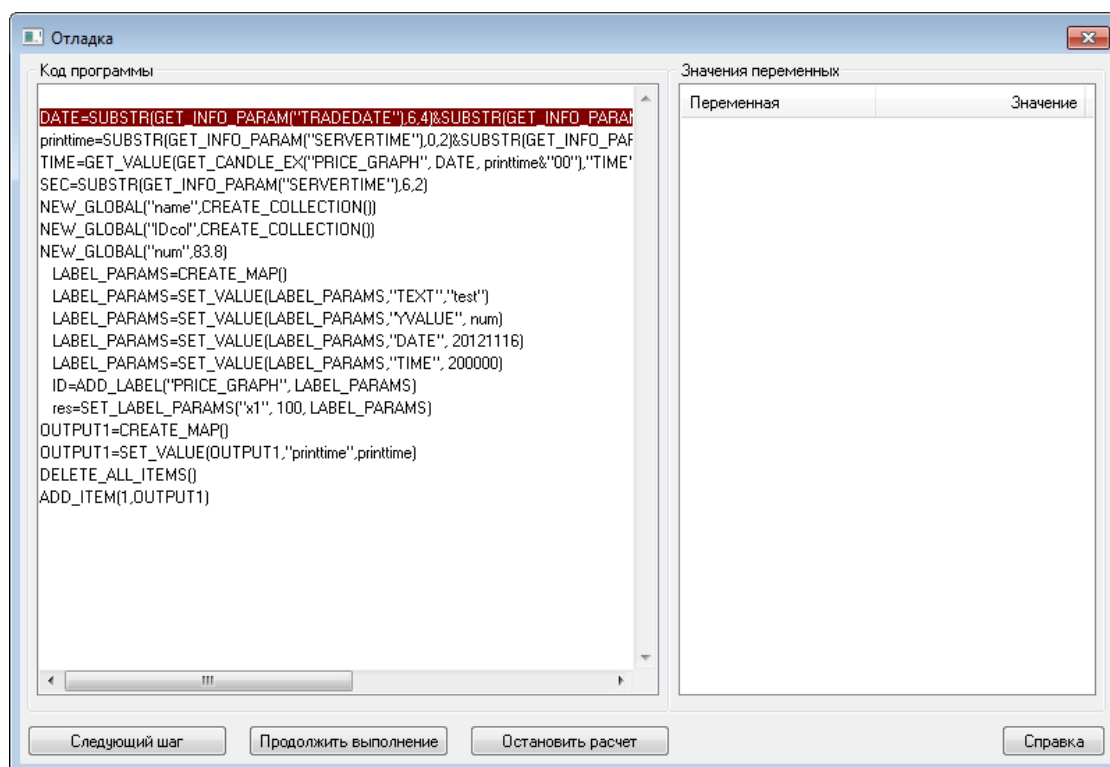 Отладка
Код программы
DATE=SUBSTR(GET_INFO_PARAM("TRADEDATE"),6,4)&SUBSTR(GET_INFO_PARAM
printtime=SUBSTR(GET_INFO_PARAM("SERVERTIME"),0,2)&SUBSTR(GET_INFO_PAR
TIME=GET_VALUE(GET_CANDLE_EX("PRICE_GRAPH", DATE, printtime&"00"),"TIME"
SEC=SUBSTR(GET_INFO_PARAM("SERVERTIME"),6,2)
NEW_GLOBAL("name",CREATE_COLLECTION())
NEW_GLOBAL("IDcol",CREATE_COLLECTION())
NEW_GLOBAL("num",83.8)
LABEL_PARAMS=CREATE_MAP()
LABEL_PARAMS=SET_VALUE(LABEL_PARAMS,"TEXT","test")
LABEL_PARAMS=SET_VALUE(LABEL_PARAMS,"YVALUE", num)
LABEL_PARAMS=SET_VALUE(LABEL_PARAMS,"DATE", 20121116)
LABEL_PARAMS=SET_VALUE(LABEL_PARAMS,"TIME", 200000)
ID=ADD_LABEL("PRICE_GRAPH", LABEL_PARAMS)
res=SET_LABEL_PARAMS("x1", 100, LABEL_PARAMS)
OUTPUT1=CREATE_MAP()
OUTPUT1=SET_VALUE(OUTPUT1,"printtime",printtime)
DELETE_ALL_ITEMS()
ADD_ITEM(1,OUTPUT1)
Значения переменных
Переменная Значение
Следующий шаг Продолжить выполнение Остановить расчет Справка